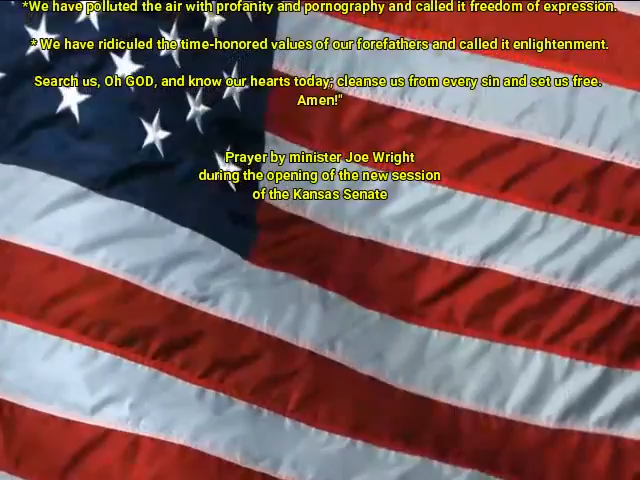 *We have polluted the air with profanity and pornography and called it freedom of expression.
* We have ridiculed the time-honored values of our forefathers and called it enlightenment.
Search us, Oh GOD, and know our hearts today; cleanse us from every sin and set us free.
Amen!"
Prayer by minister Joe Wright
during the opening of the new session
of the Kansas Senate